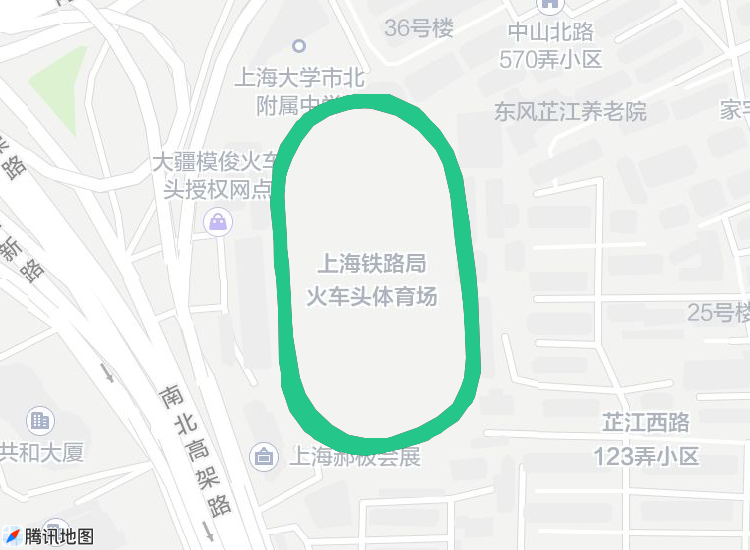 36号楼
中山北路
570弄小区
上海大学市北
附属中学
东风芷江养老院
大疆模俊火车
头授权网点
新路
上海铁路局
火车头体育场
25号楼
南北高架路
芷江西路
123弄小区
共和大厦
上海郝板会展
腾讯地图